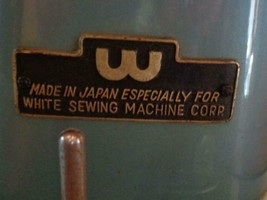 W
MADE IN JAPAN ESPECIALLY FOR
WHITE SEWING MACHINE CORP.